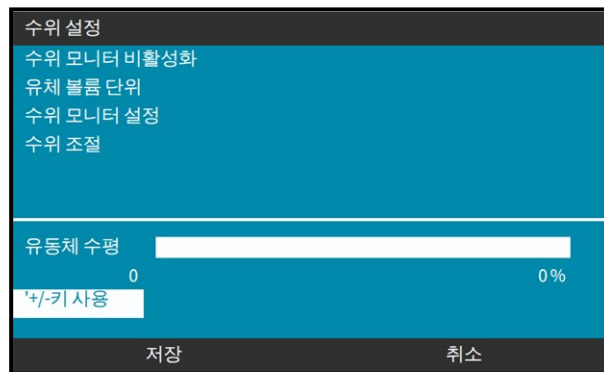 수위 설정
수위 모니터 비활성화
유체 볼륨 단위
수위 모니터 설정
수위 조절
유동체 수평
0 0 %
'+/-키 사용
저장 취소